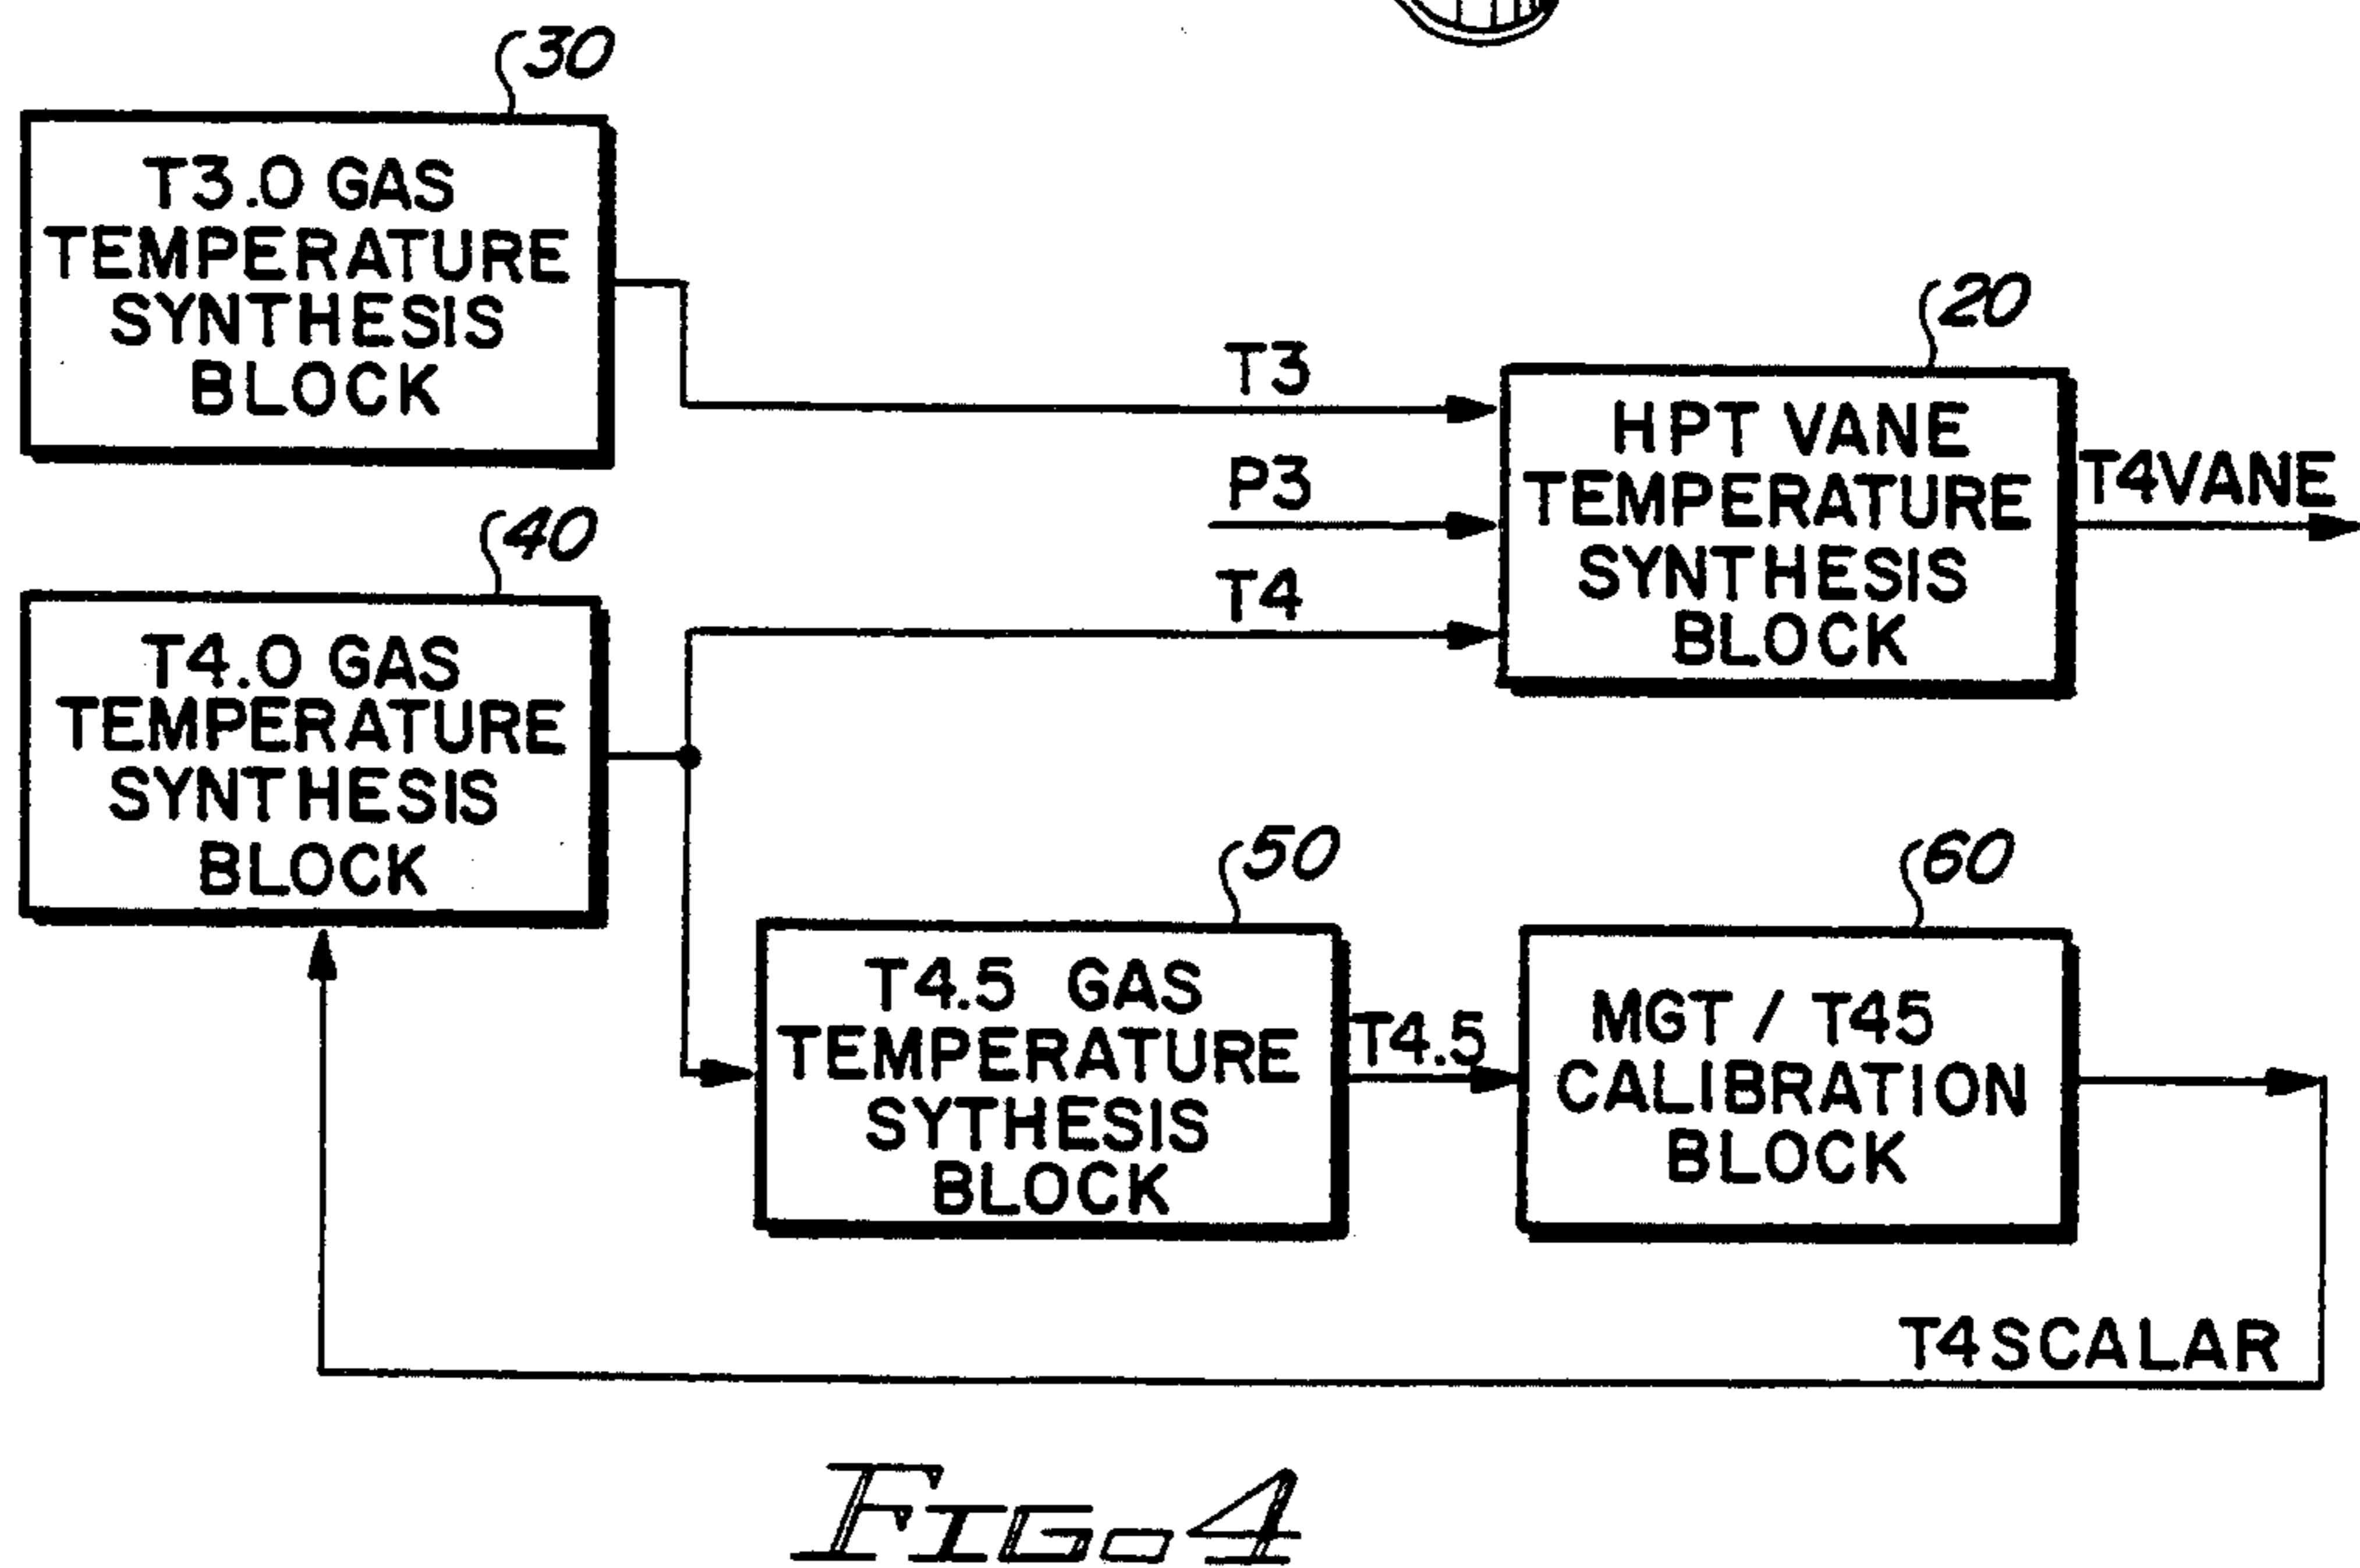 30
T3.0 GAS
TEMPERATURE
SYNTHESIS
BLOCK
T3
P3
T4
20
HPT VANE
TEMPERATURE
SYNTHESIS
BLOCK
T4VANE
40
T4.0 GAS
TEMPERATURE
SYNTHESIS
BLOCK
50
T4.5 GAS
TEMPERATURE
SYTHESIS
BLOCK
T4.5
60
MGT / T45
CALIBRATION
BLOCK
T4SCALAR
FIG. 4